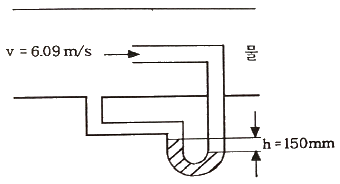 v = 6.09 m/s
물
h = 150mm